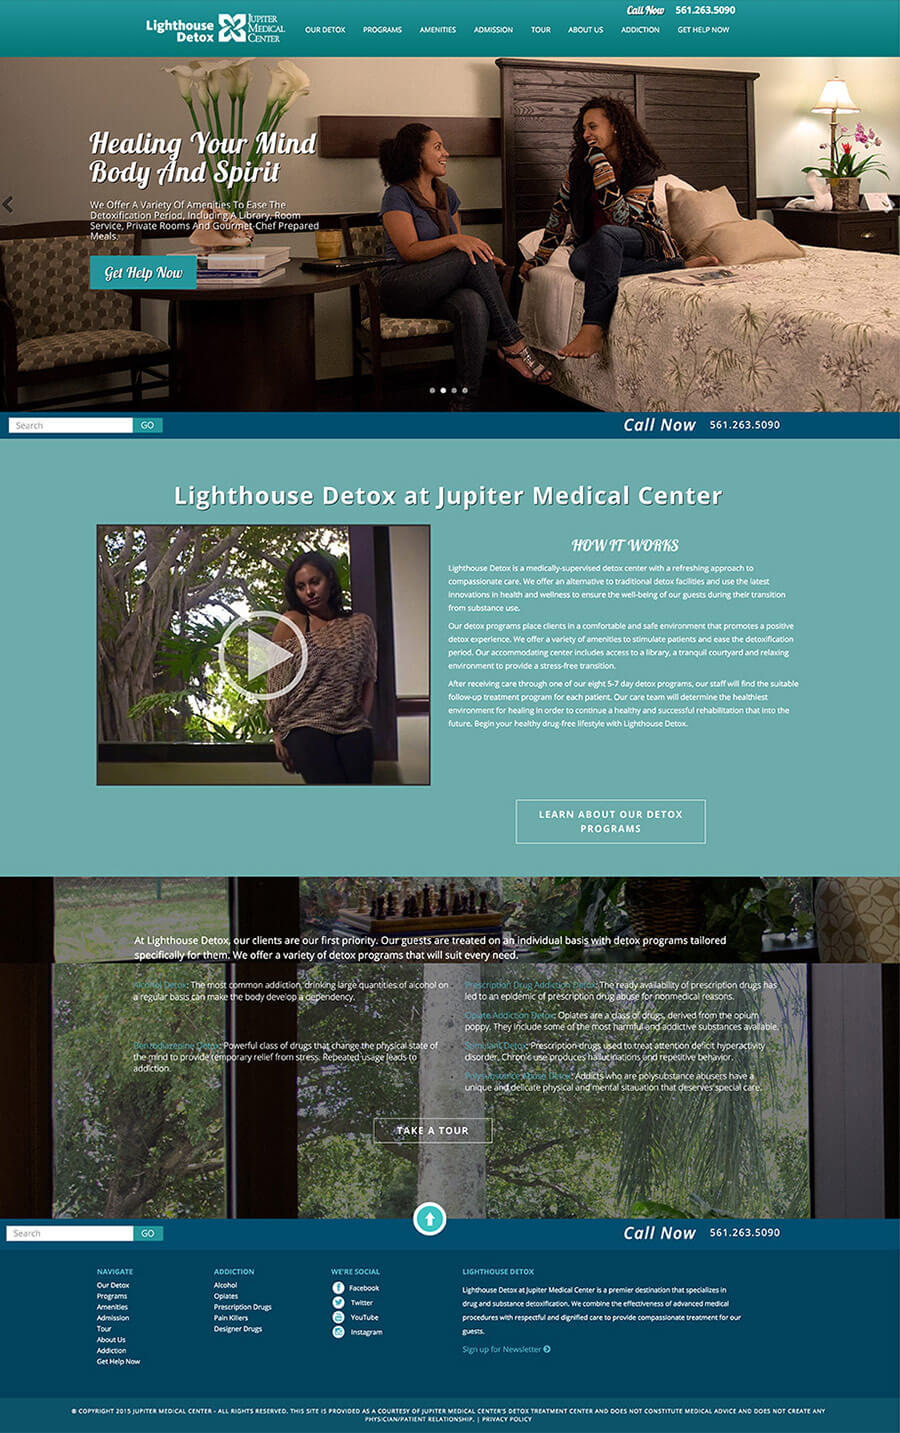 Call Now 561.263.5090
Lighthouse Detox
JUPITER MEDICAL CENTER
OUR DETOX PROGRAMS AMENITIES ADMISSION TOUR ABOUT US ADDICTION GET HELP NOW
Healing Your Mind
Body And Spirit
We Offer A Variety Of Amenities To Ease The
Detoxification Period, Including A Library, Room
Service, Private Rooms And Gourmet-Chef Prepared
Meals.
Get Help Now
Search GO Call Now 561.263.5090
Lighthouse Detox at Jupiter Medical Center
HOW IT WORKS
Lighthouse Detox is a medically-supervised detox center with a refreshing approach to
compassionate care. We offer an alternative to traditional detox facilities and use the latest
innovations in health and wellness to ensure the well-being of our guests during their transition
from substance use.
Our detox programs place clients in a comfortable and safe environment that promotes a positive
detox experience. We offer a variety of amenities to stimulate patients and ease the detoxification
period. Our accommodating center includes access to a library, a tranquil courtyard and relaxing
environment to provide a stress-free transition.
After receiving care through one of our eight 5-7 day detox programs, our staff will find the suitable
follow-up treatment program for each patient. Our care team will determine the healthiest
environment for healing in order to continue a healthy and successful rehabilitation that into the
future. Begin your healthy drug-free lifestyle with Lighthouse Detox.
LEARN ABOUT OUR DETOX
PROGRAMS
At Lighthouse Detox, our clients are our first priority. Our guests are treated on an individual basis with detox programs tailored
specifically for them. We offer a variety of detox programs that will suit every need.
Alcohol Detox: The most common addiction, drinking large quantities of alcohol on
a regular basis can make the body develop a dependency.
Benzodiazepine Detox: Powerful class of drugs that change the physical state of
the mind to provide temporary relief from stress. Repeated usage leads to
addiction.
Prescription Drug Addiction Detox: The ready availability of prescription drugs has
led to an epidemic of prescription drug abuse for nonmedical reasons.
Opiate Addiction Detox: Opiates are a class of drugs, derived from the opium
poppy. They include some of the most harmful and addictive substances available.
Stimulant Detox: Prescription drugs used to treat attention deficit hyperactivity
disorder. Chronic use produces hallucinations and repetitive behavior.
Polysubstance Abuse Detox: Addicts who are polysubstance abusers have a
unique and delicate physical and mental sitauation that deserves special care.
TAKE A TOUR
Search GO Call Now 561.263.5090
NAVIGATE
Our Detox
Programs
Amenities
Admission
Tour
About Us
Addiction
Get Help Now
ADDICTION
Alcohol
Opiates
Prescription Drugs
Pain Killers
Designer Drugs
WE'RE SOCIAL
Facebook
Twitter
YouTube
Instagram
LIGHTHOUSE DETOX
Lighthouse Detox at Jupiter Medical Center is a premier destination that specializes in
drug and substance detoxification. We combine the effectiveness of advanced medical
procedures with respectful and dignified care to provide compassionate treatment for our
guests.
Sign up for Newsletter
© COPYRIGHT 2015 JUPITER MEDICAL CENTER - ALL RIGHTS RESERVED. THIS SITE IS PROVIDED AS A COURTESY OF JUPITER MEDICAL CENTER'S DETOX TREATMENT CENTER AND DOES NOT CONSTITUTE MEDICAL ADVICE AND DOES NOT CREATE ANY
PHYSICIAN/PATIENT RELATIONSHIP. | PRIVACY POLICY